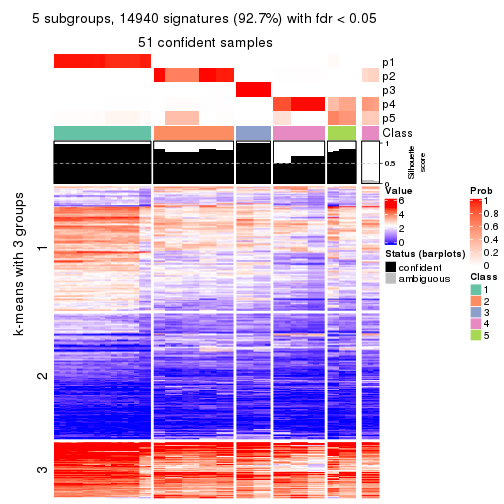 5 subgroups, 14940 signatures (92.7%) with fdr < 0.05
51 confident samples
p1
p2
p3
p4
p5
Class
1
0.5
0
Silhouette
score
k-means with 3 groups
1
2
3
Value
6
4
2
0
Status (barplots)
confident
ambiguous
Prob
1
0.8
0.6
0.4
0.2
0
Class
1
2
3
4
5